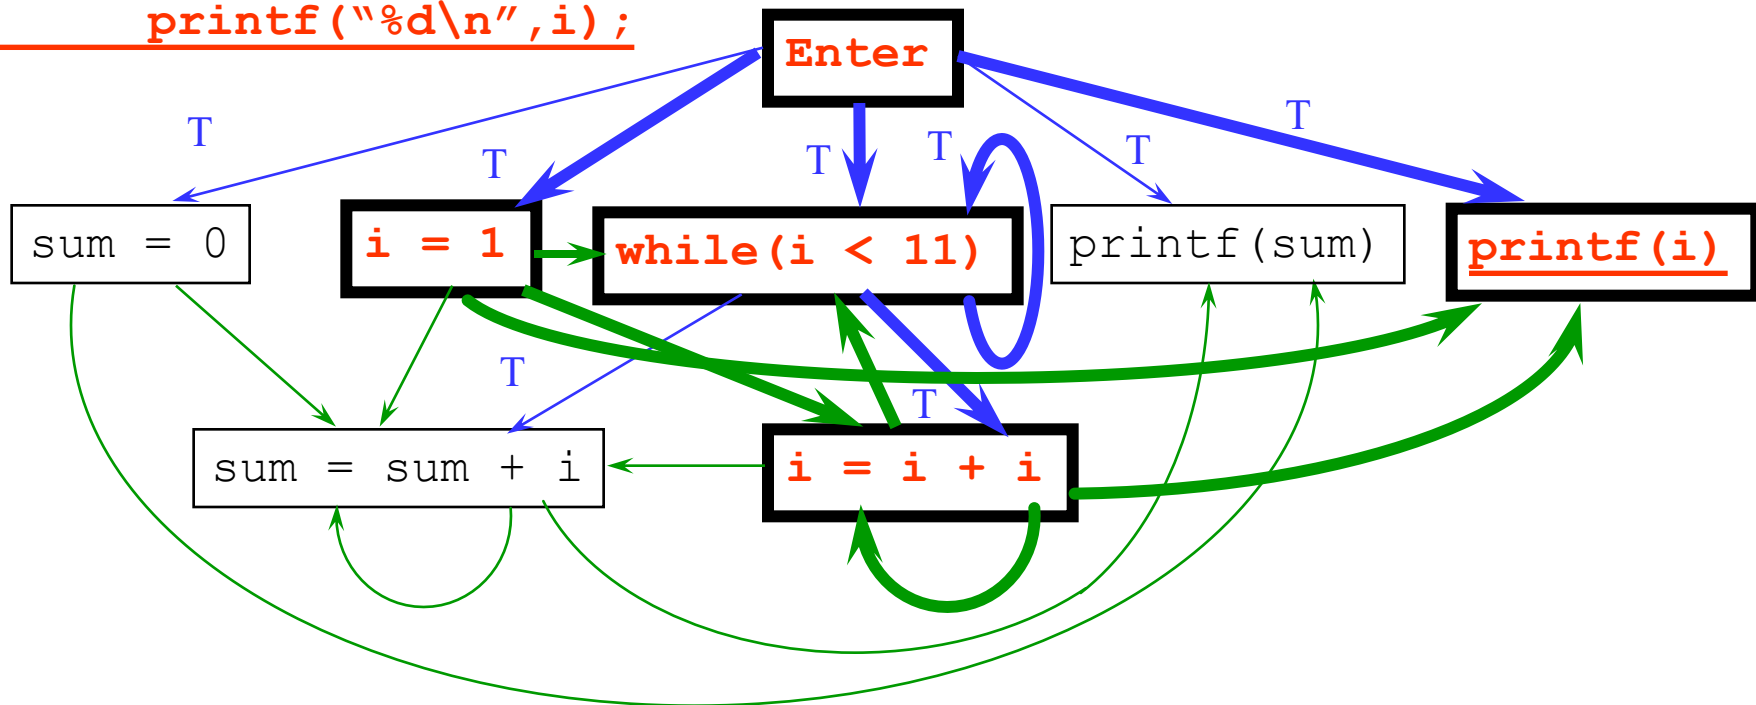 printf(“%d\n”,i);
Enter
T
T
T
T
T
T
sum = 0
i = 1
while(i < 11)
printf(sum)
printf(i)
T
T
sum = sum + i
i = i + i